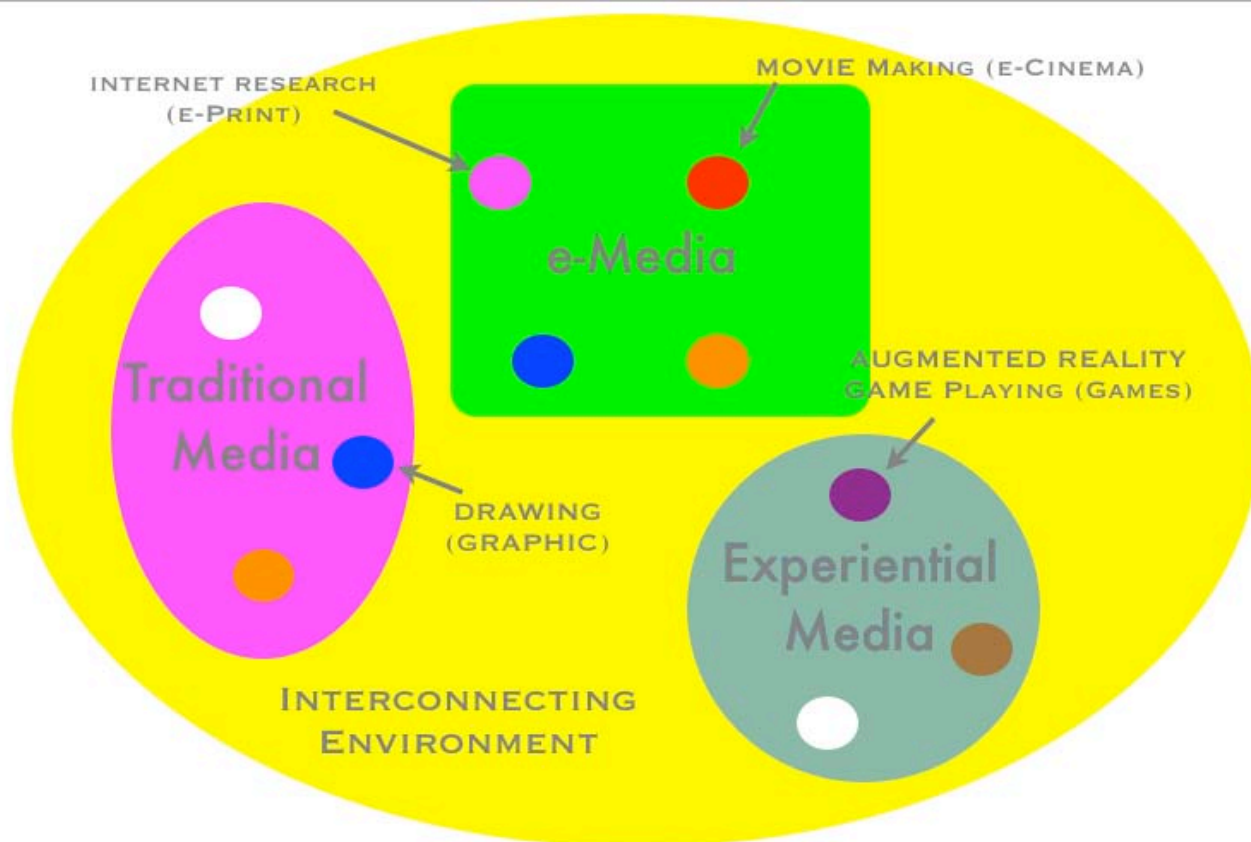 INTERNET RESEARCH
(e-Print)
MOVIE Making (e-Cinema)
e-Media
Traditional
Media
AUGMENTED REALITY
GAME Playing (Games)
DRAWING
(GRAPHIC)
Experiential
Media
Interconnecting
Environment